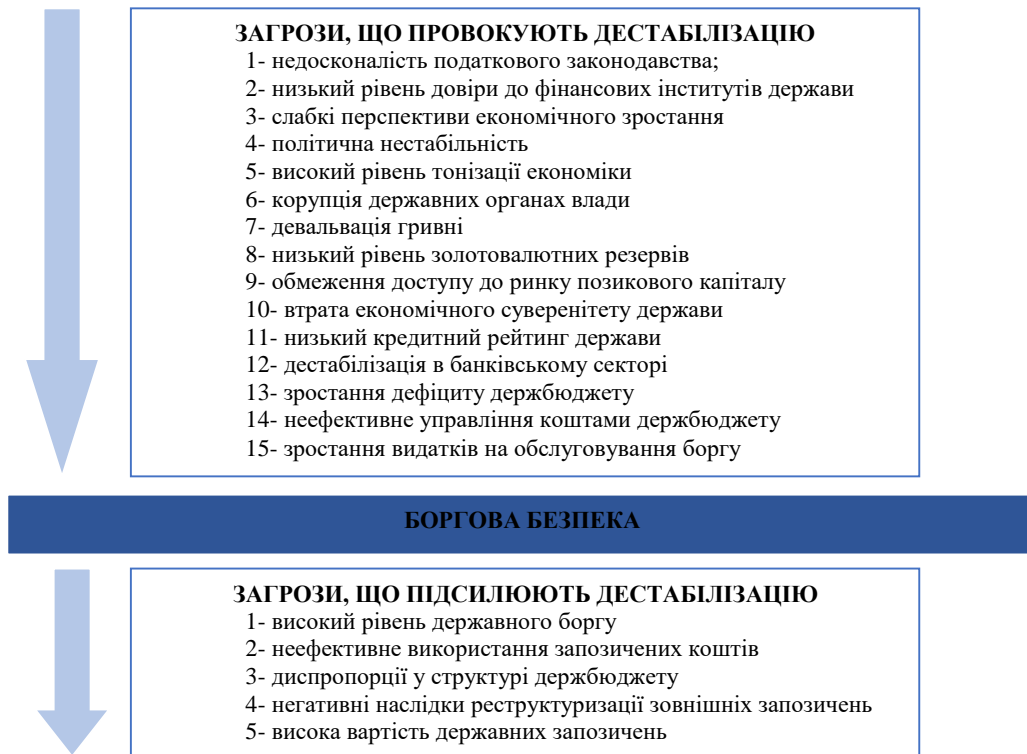 ЗАГРОЗИ, ЩО ПРОВОКУЮТЬ ДЕСТАБІЛІЗАЦІЮ
1- недосконалість податкового законодавства;
2- низький рівень довіри до фінансових інститутів держави
3- слабкі перспективи економічного зростання
4- політична нестабільність
5- високий рівень тонізації економіки
6- корупція державних органах влади
7- девальвація гривні
8- низький рівень золотовалютних резервів
9- обмеження доступу до ринку позикового капіталу
10- втрата економічного суверенітету держави
11- низький кредитний рейтинг держави
12- дестабілізація в банківському секторі
13- зростання дефіциту держбюджету
14- неефективне управління коштами держбюджету
15- зростання видатків на обслуговування боргу
БОРГОВА БЕЗПЕКА
ЗАГРОЗИ, ЩО ПІДСИЛЮЮТЬ ДЕСТАБІЛІЗАЦІЮ
1- високий рівень державного боргу
2- неефективне використання запозичених коштів
3- диспропорції у структурі держбюджету
4- негативні наслідки реструктуризації зовнішніх запозичень
5- висока вартість державних запозичень